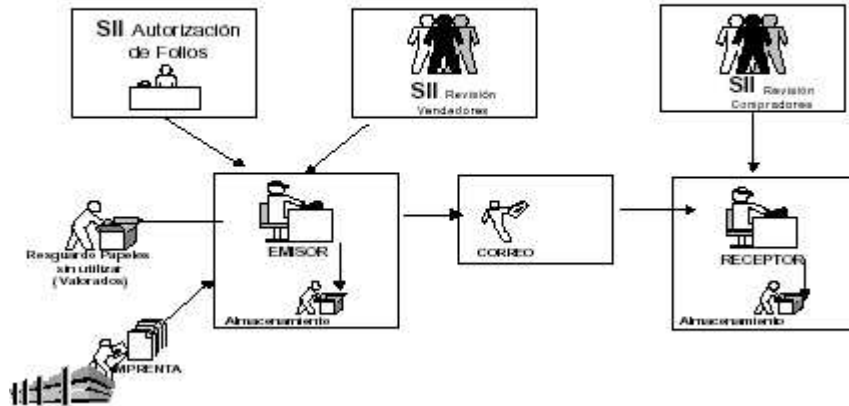 SII Autorización
de Folios
SII Revisión
Vendadores
SII Revisión
Compradores
EMISOR
Almacenamiento
CORREO
RECEPTOR
Almacenamiento
Resguardo Papeles
sin utilizar
(Valorados)
IMPRENTA